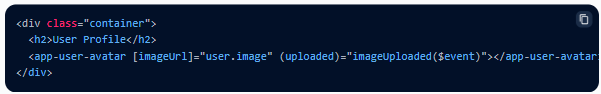 <div class="container">
<h2>User Profile</h2>
<app-user-avatar [imageUrl]="user.image" (uploaded)="imageUploaded($event)"></app-user-avatar
</div>